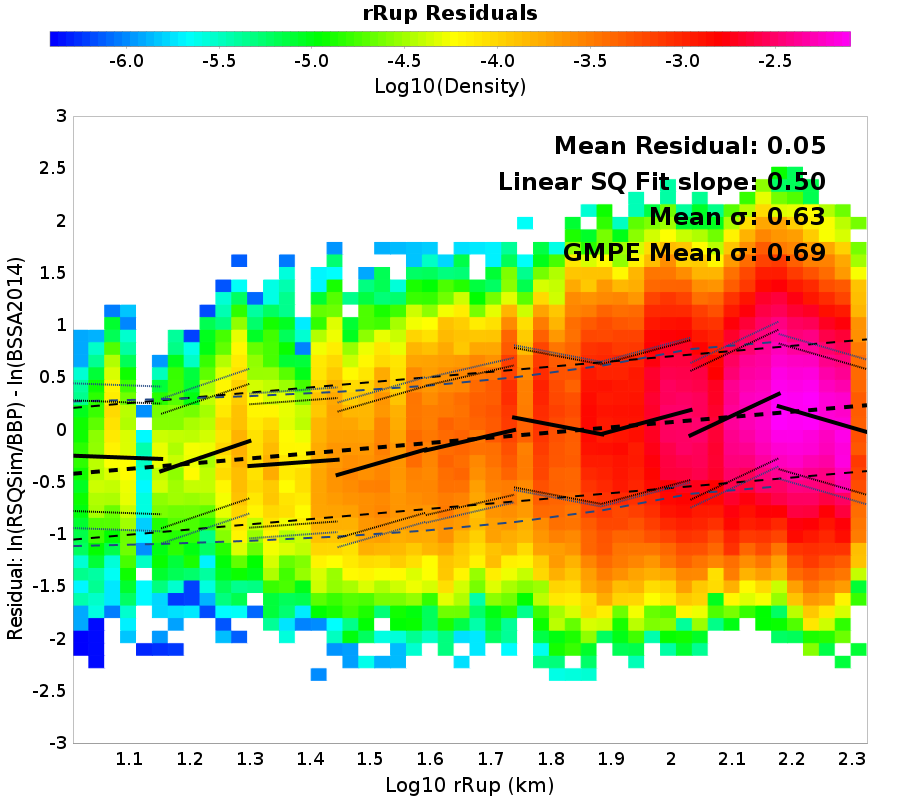 rRup Residuals
-6.0 -5.5 -5.0 -4.5 -4.0 -3.5 -3.0 -2.5
Log10(Density)
Mean Residual: 0.05
Linear SQ Fit slope: 0.50
Mean σ: 0.63
GMPE Mean σ: 0.69
Residual: ln(RSQSim/BBP) - ln(BSSA2014)
3
2.5
2
1.5
1
0.5
0
-0.5
-1
-1.5
-2
-2.5
-3
1.1 1.2 1.3 1.4 1.5 1.6 1.7 1.8 1.9 2 2.1 2.2 2.3
Log10 rRup (km)